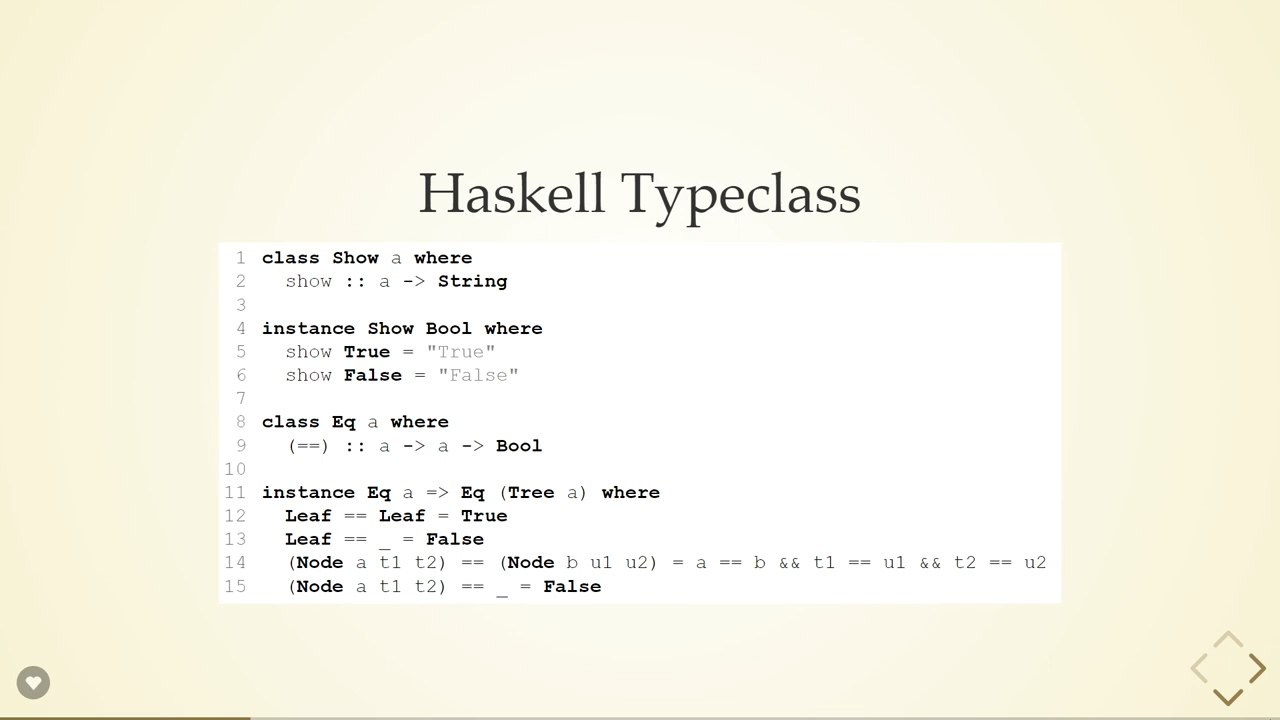 Haskell Typeclass
1 class Show a where
2   show :: a -> String
3
4 instance Show Bool where
5   show True = "True"
6   show False = "False"
7
8 class Eq a where
9   (==) :: a -> a -> Bool
10
11 instance Eq a => Eq (Tree a) where
12   Leaf == Leaf = True
13   Leaf == _ = False
14   (Node a t1 t2) == (Node b u1 u2) = a == b && t1 == u1 && t2 == u2
15   (Node a t1 t2) == _ = False